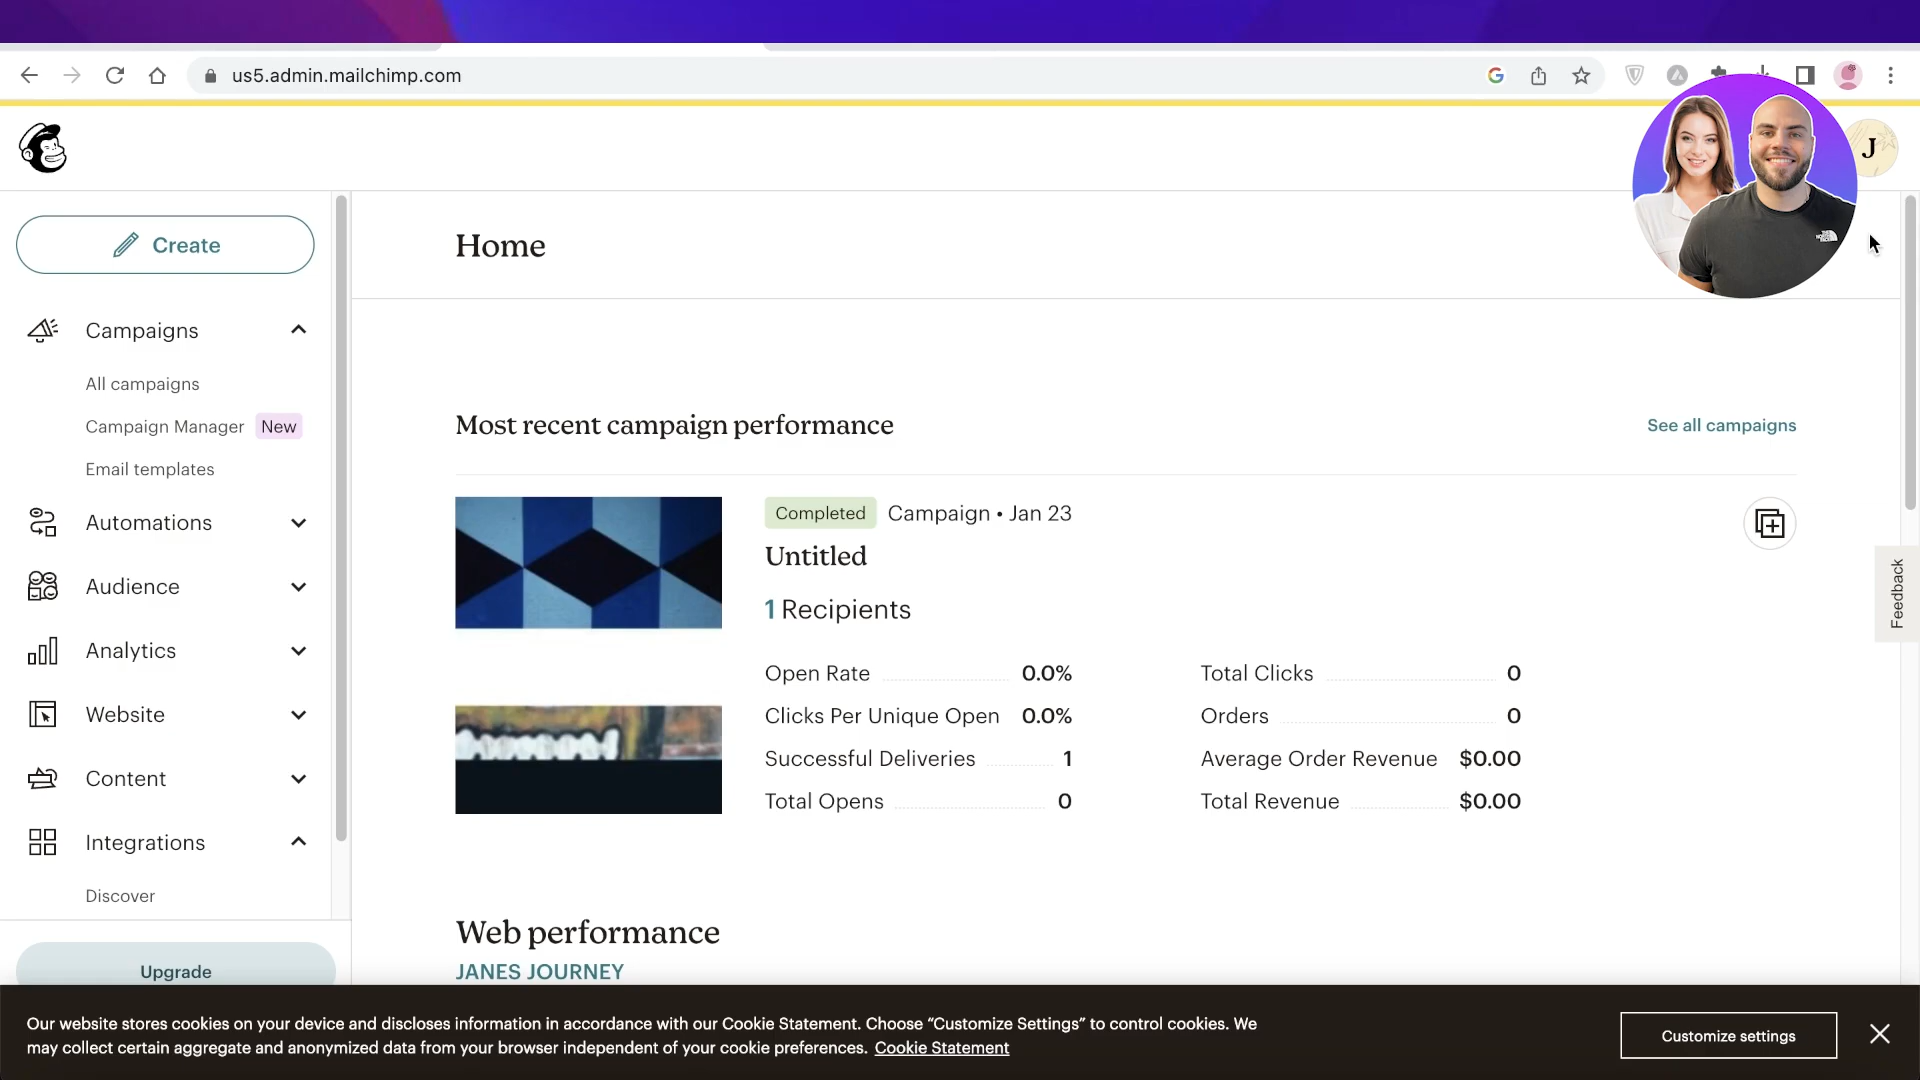 us5.admin.mailchimp.com
J
Create
Home
Campaigns
All campaigns
Campaign Manager New
Email templates
Automations
Audience
Analytics
Website
Content
Integrations
Discover
Upgrade
Most recent campaign performance
See all campaigns
Completed Campaign • Jan 23
Untitled
1 Recipients
Open Rate 0.0%
Total Clicks 0
Clicks Per Unique Open 0.0%
Orders 0
Successful Deliveries 1
Average Order Revenue $0.00
Total Opens 0
Total Revenue $0.00
Feedback
Web performance
JANES JOURNEY
Our website stores cookies on your device and discloses information in accordance with our Cookie Statement. Choose “Customize Settings” to control cookies. We
may collect certain aggregate and anonymized data from your browser independent of your cookie preferences. Cookie Statement
Customize settings